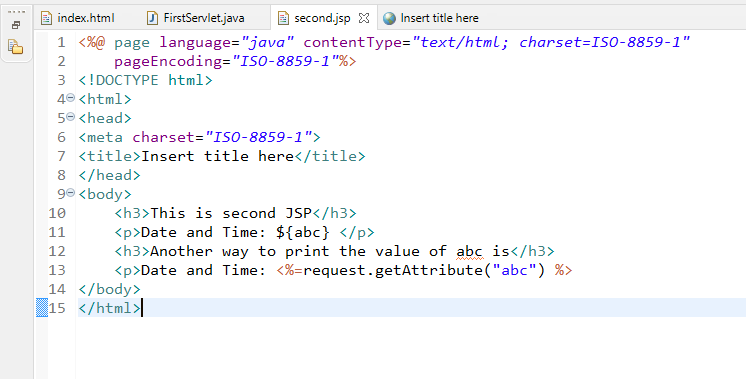 index.html FirstServlet.java second.jsp Insert title here
1 <%@ page language="java" contentType="text/html; charset=ISO-8859-1"
2     pageEncoding="ISO-8859-1"%>
3 <!DOCTYPE html>
4 <html>
5 <head>
6 <meta charset="ISO-8859-1">
7 <title>Insert title here</title>
8 </head>
9 <body>
10     <h3>This is second JSP</h3>
11     <p>Date and Time: ${abc} </p>
12     <h3>Another way to print the value of abc is</h3>
13     <p>Date and Time: <%=request.getAttribute("abc") %>
14 </body>
15 </html>